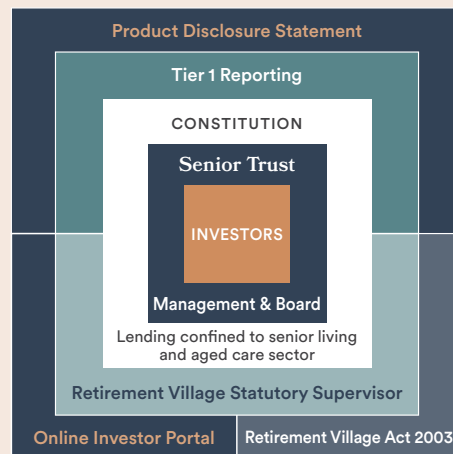 Product Disclosure Statement
Tier 1 Reporting
CONSTITUTION
Senior Trust
INVESTORS
Management & Board
Lending confined to senior living
and aged care sector
Retirement Village Statutory Supervisor
Online Investor Portal
Retirement Village Act 2003